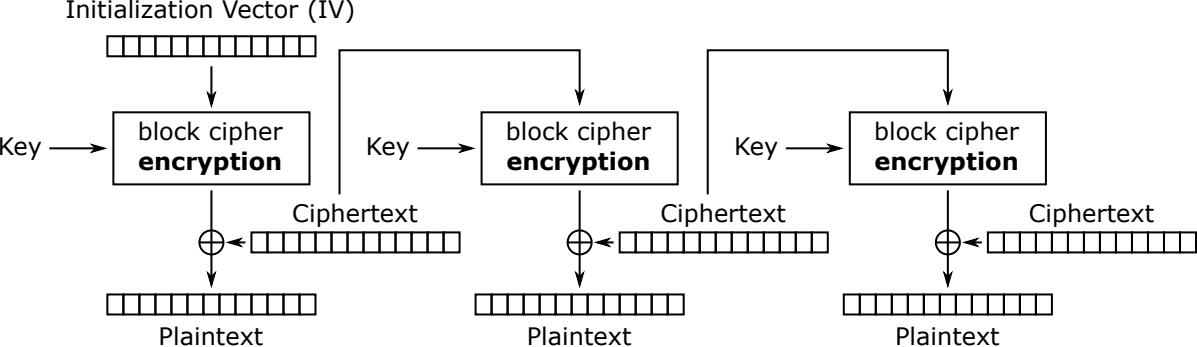 Initialization Vector (IV)
Key
block cipher
encryption
Key
block cipher
encryption
Key
block cipher
encryption
Ciphertext
Ciphertext
Ciphertext
Plaintext
Plaintext
Plaintext